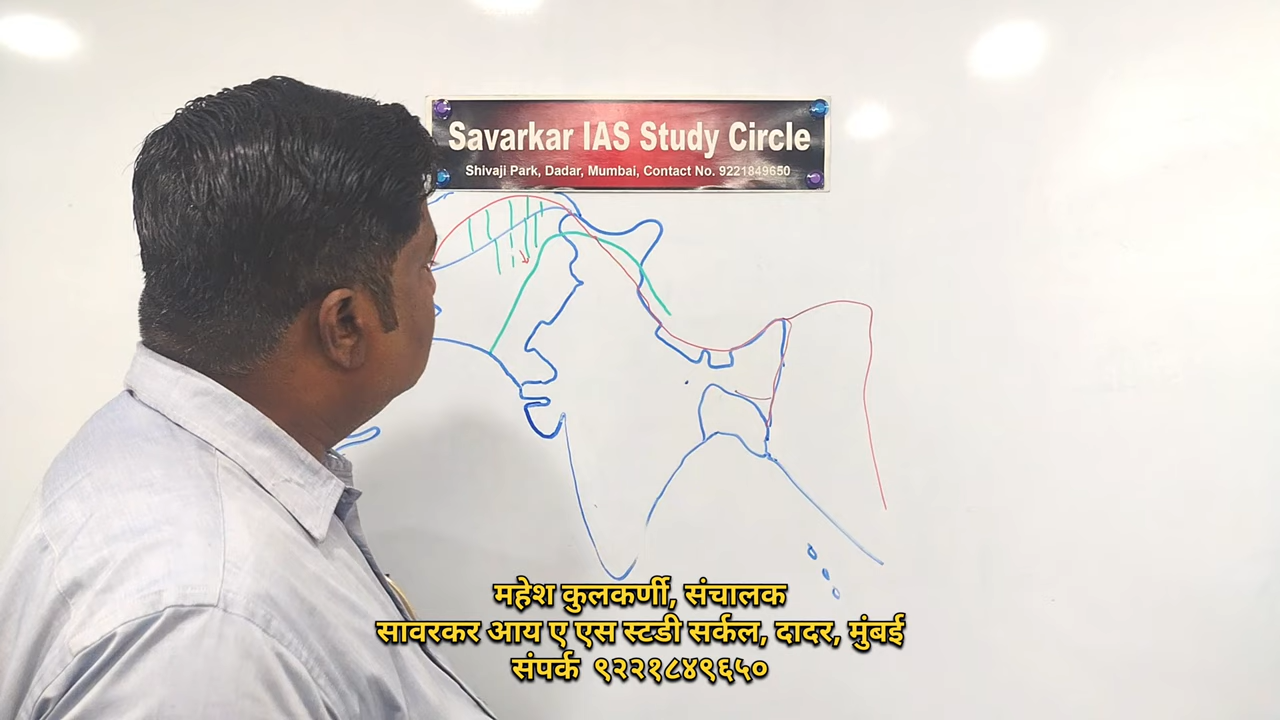 Savarkar IAS Study Circle
Shivaji Park, Dadar, Mumbai, Contact No. 9221849650
महेश कुलकर्णी, संचालक
सावरकर आय ए एस स्टडी सर्कल, दादर, मुंबई
संपर्क ९२२१८४९६५०